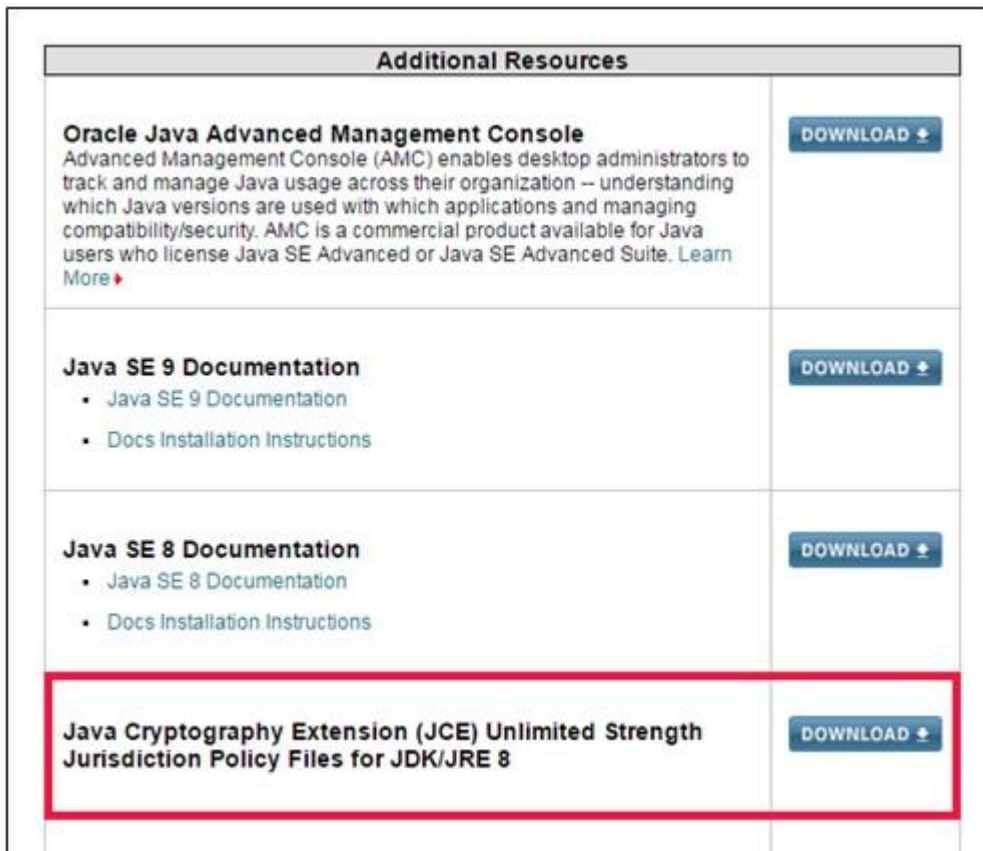 Additional Resources
Oracle Java Advanced Management Console
DOWNLOAD
Advanced Management Console (AMC) enables desktop administrators to
track and manage Java usage across their organization -- understanding
which Java versions are used with which applications and managing
compatibility/security. AMC is a commercial product available for Java
users who license Java SE Advanced or Java SE Advanced Suite. Learn
More
Java SE 9 Documentation
DOWNLOAD
Java SE 9 Documentation
Docs Installation Instructions
Java SE 8 Documentation
DOWNLOAD
Java SE 8 Documentation
Docs Installation Instructions
Java Cryptography Extension (JCE) Unlimited Strength
Jurisdiction Policy Files for JDK/JRE 8
DOWNLOAD